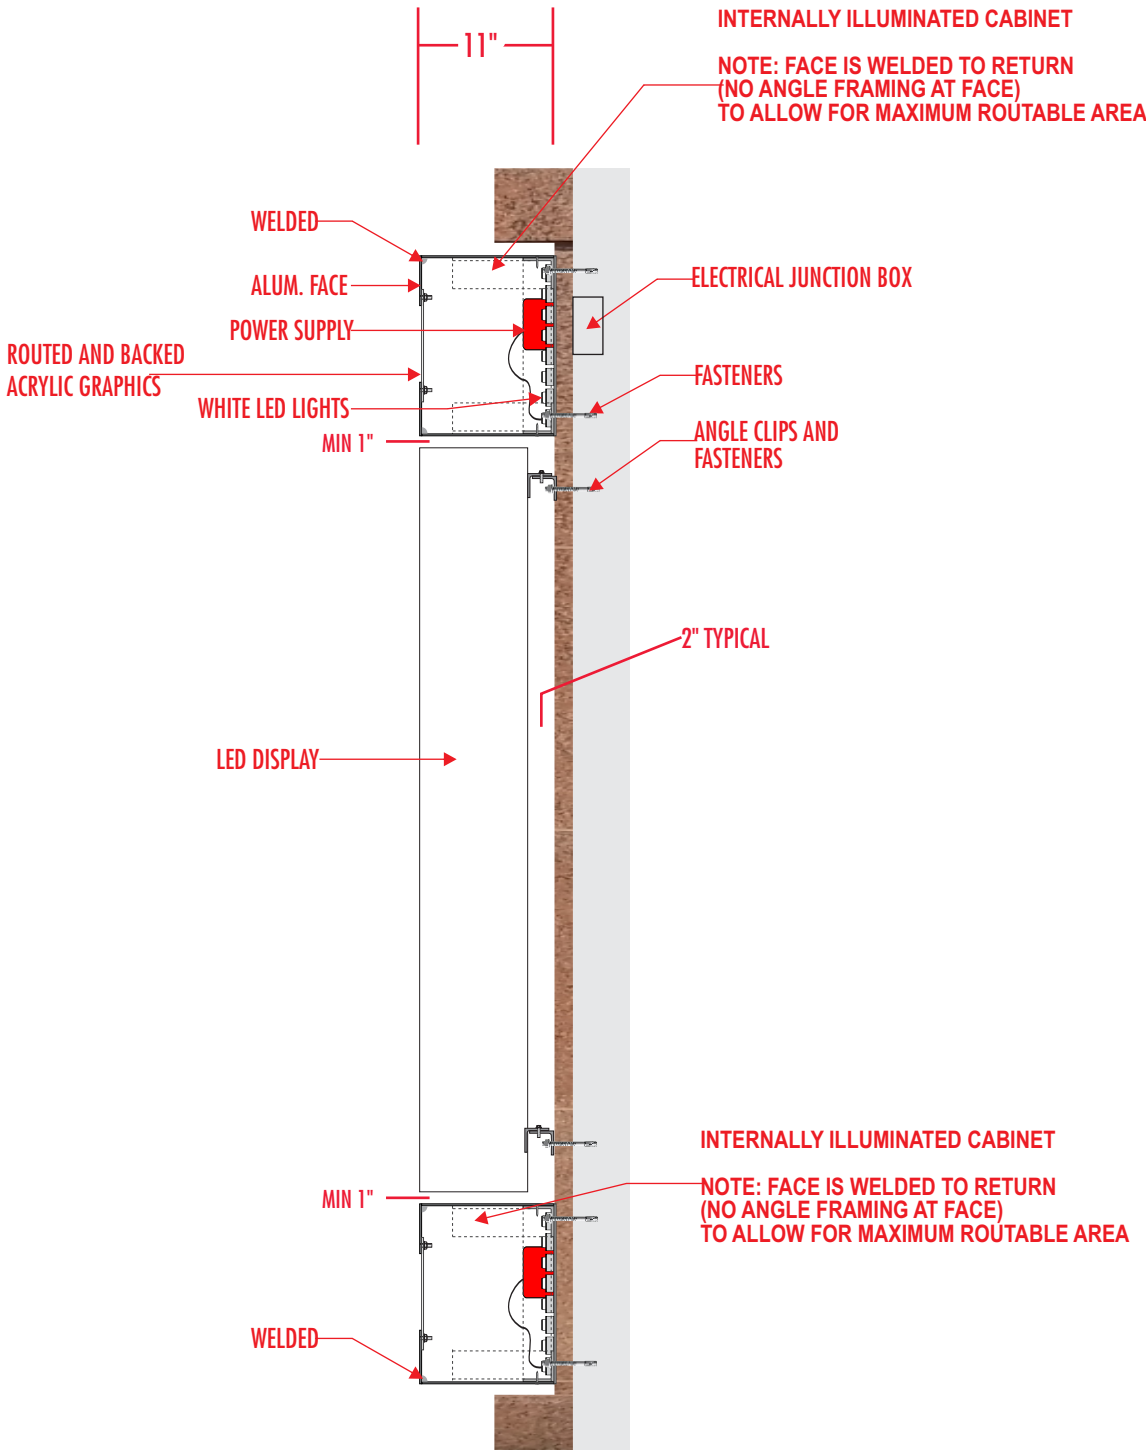 INTERNALLY ILLUMINATED CABINET
NOTE: FACE IS WELDED TO RETURN
(NO ANGLE FRAMING AT FACE)
TO ALLOW FOR MAXIMUM ROUTABLE AREA
11"
WELDED
ALUM. FACE
POWER SUPPLY
ROUTED AND BACKED
ACRYLIC GRAPHICS
WHITE LED LIGHTS
MIN 1"
ELECTRICAL JUNCTION BOX
FASTENERS
ANGLE CLIPS AND
FASTENERS
2" TYPICAL
LED DISPLAY
INTERNALLY ILLUMINATED CABINET
NOTE: FACE IS WELDED TO RETURN
(NO ANGLE FRAMING AT FACE)
TO ALLOW FOR MAXIMUM ROUTABLE AREA
MIN 1"
WELDED